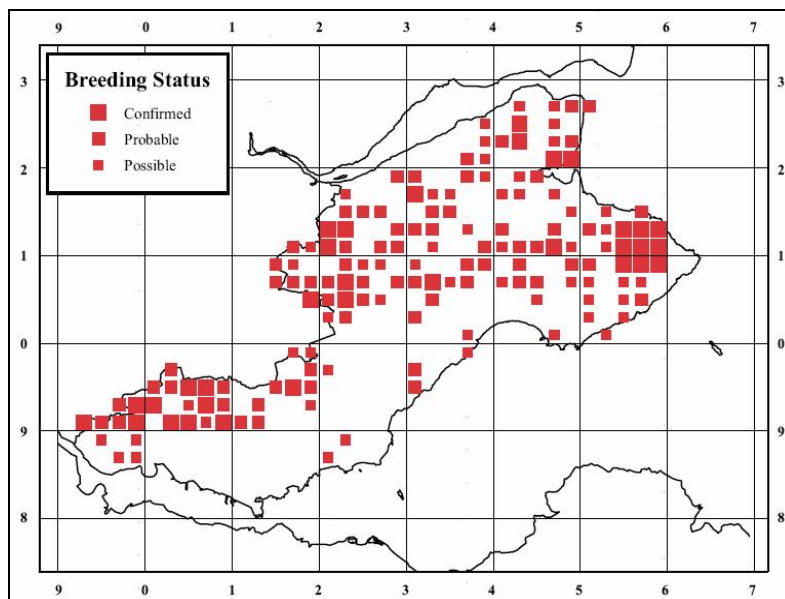 9 0 1 2 3 4 5 6 7
3 3
Breeding Status
Confirmed
Probable
Possible
2 2
1 1
0 0
9 9
8 8
9 0 1 2 3 4 5 6 7